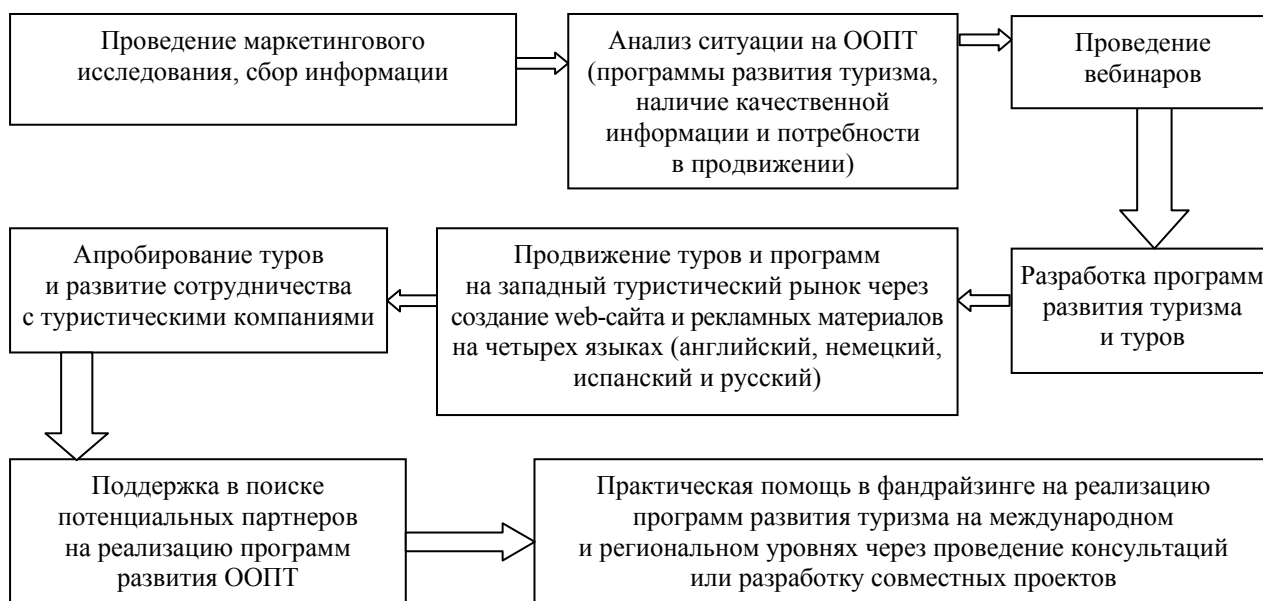 Проведение маркетингового
исследования, сбор информации
Анализ ситуации на ООПТ
(программы развития туризма,
наличие качественной
информации и потребности
в продвижении)
Проведение
вебинаров
Разработка программ
развития туризма
и туров
Продвижение туров и программ
на западный туристический рынок через
создание web-сайта и рекламных материалов
на четырех языках (английский, немецкий,
испанский и русский)
Апробирование туров
и развитие сотрудничества
с туристическими компаниями
Поддержка в поиске
потенциальных партнеров
на реализацию программ
развития ООПТ
Практическая помощь в фандрайзинге на реализацию
программ развития туризма на международном
и региональном уровнях через проведение консультаций
или разработку совместных проектов